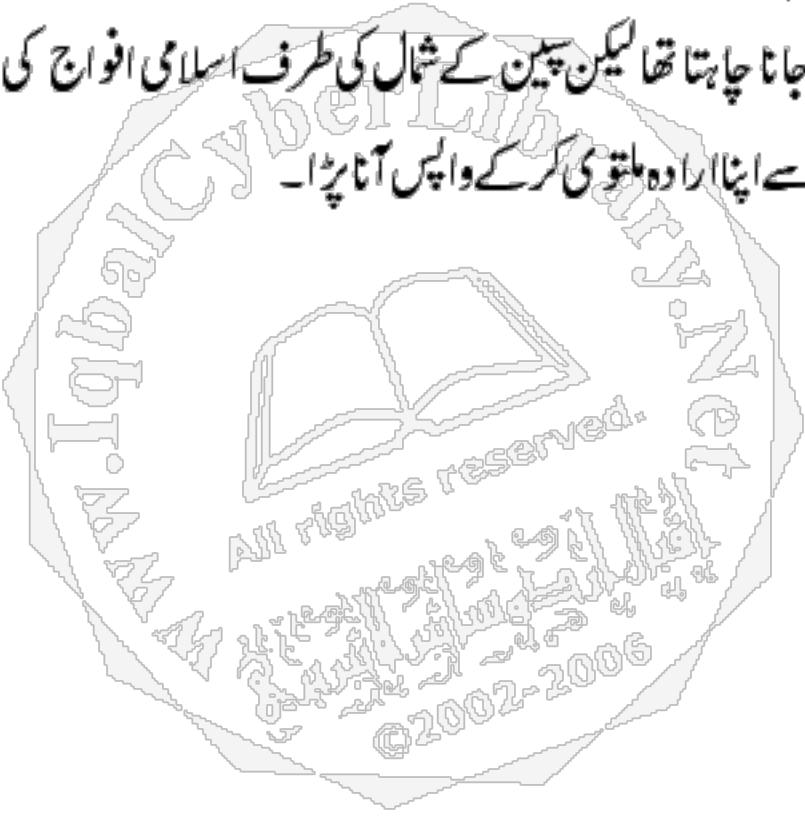 جانا چاہتا تھا لیکن سپین کے شمال کی طرف اسلامی افواج کی
سے اپنا ارادہ ملتوی کر کے واپس آنا پڑا۔
www.IqbalCyberLibrary.Net
All rights reserved.
©2002-2006